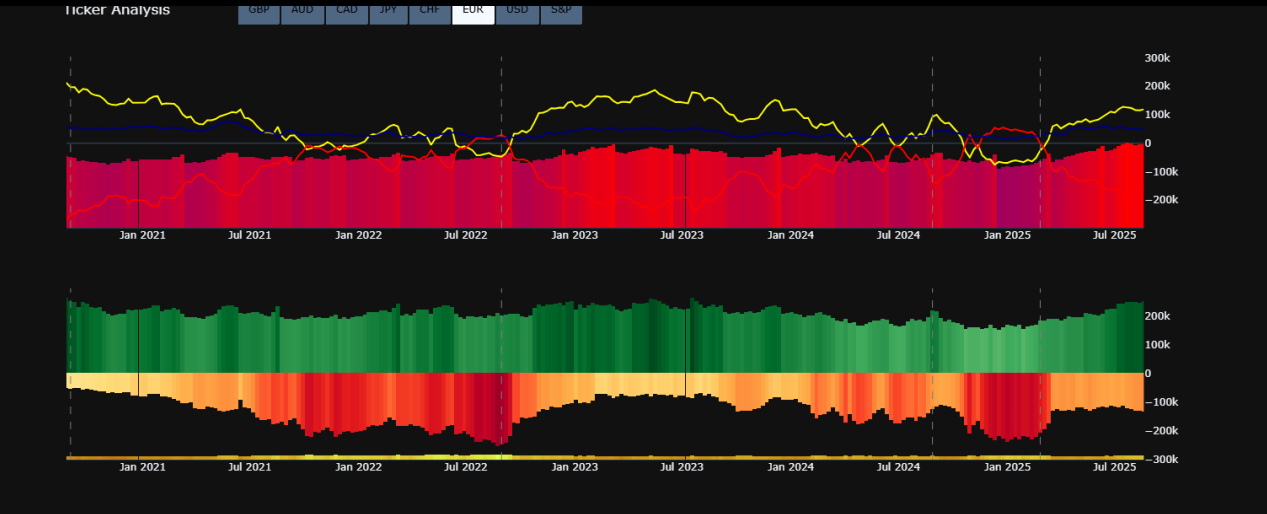 Ticker Analysis
GBP AUD CAD JPY CHF EUR USD S&P
300k
200k
100k
0
−100k
−200k
Jan 2021 Jul 2021 Jan 2022 Jul 2022 Jan 2023 Jul 2023 Jan 2024 Jul 2024 Jan 2025 Jul 2025
200k
100k
0
−100k
−200k
−300k
Jan 2021 Jul 2021 Jan 2022 Jul 2022 Jan 2023 Jul 2023 Jan 2024 Jul 2024 Jan 2025 Jul 2025